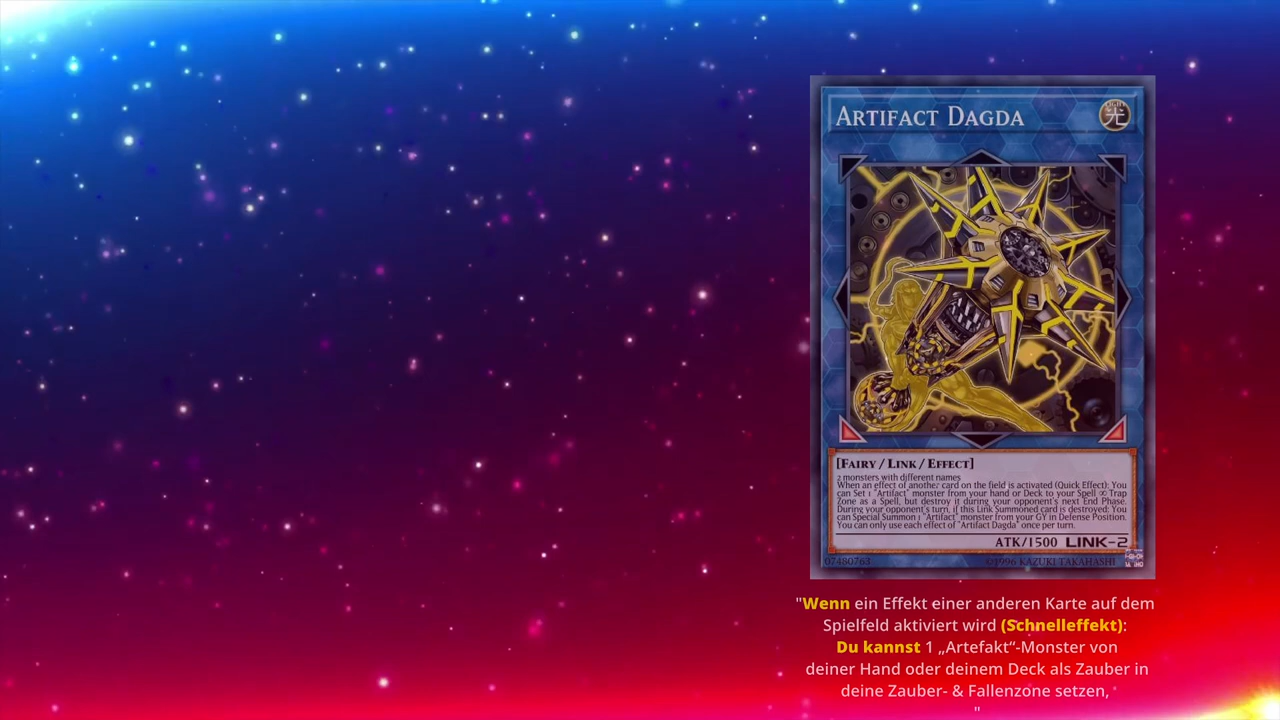 ARTIFACT DAGDA
LIGHT
光
[FAIRY / LINK / EFFECT]
2 monsters with different names
When an effect of another card on the field is activated (Quick Effect): You
can Set 1 "Artifact" monster from your hand or Deck to your Spell & Trap
Zone as a Spell, but destroy it during your opponent's next End Phase.
During your opponent's turn, if this Link Summoned card is destroyed: You
can Special Summon 1 "Artifact" monster from your GY in Defense Position.
You can only use each effect of "Artifact Dagda" once per turn.
ATK/1500 LINK-2
07480763 ©1996 KAZUKI TAKAHASHI
"Wenn ein Effekt einer anderen Karte auf dem
Spielfeld aktiviert wird (Schnelleffekt):
Du kannst 1 „Artefakt“-Monster von
deiner Hand oder deinem Deck als Zauber in
deine Zauber- & Fallenzone setzen,
"